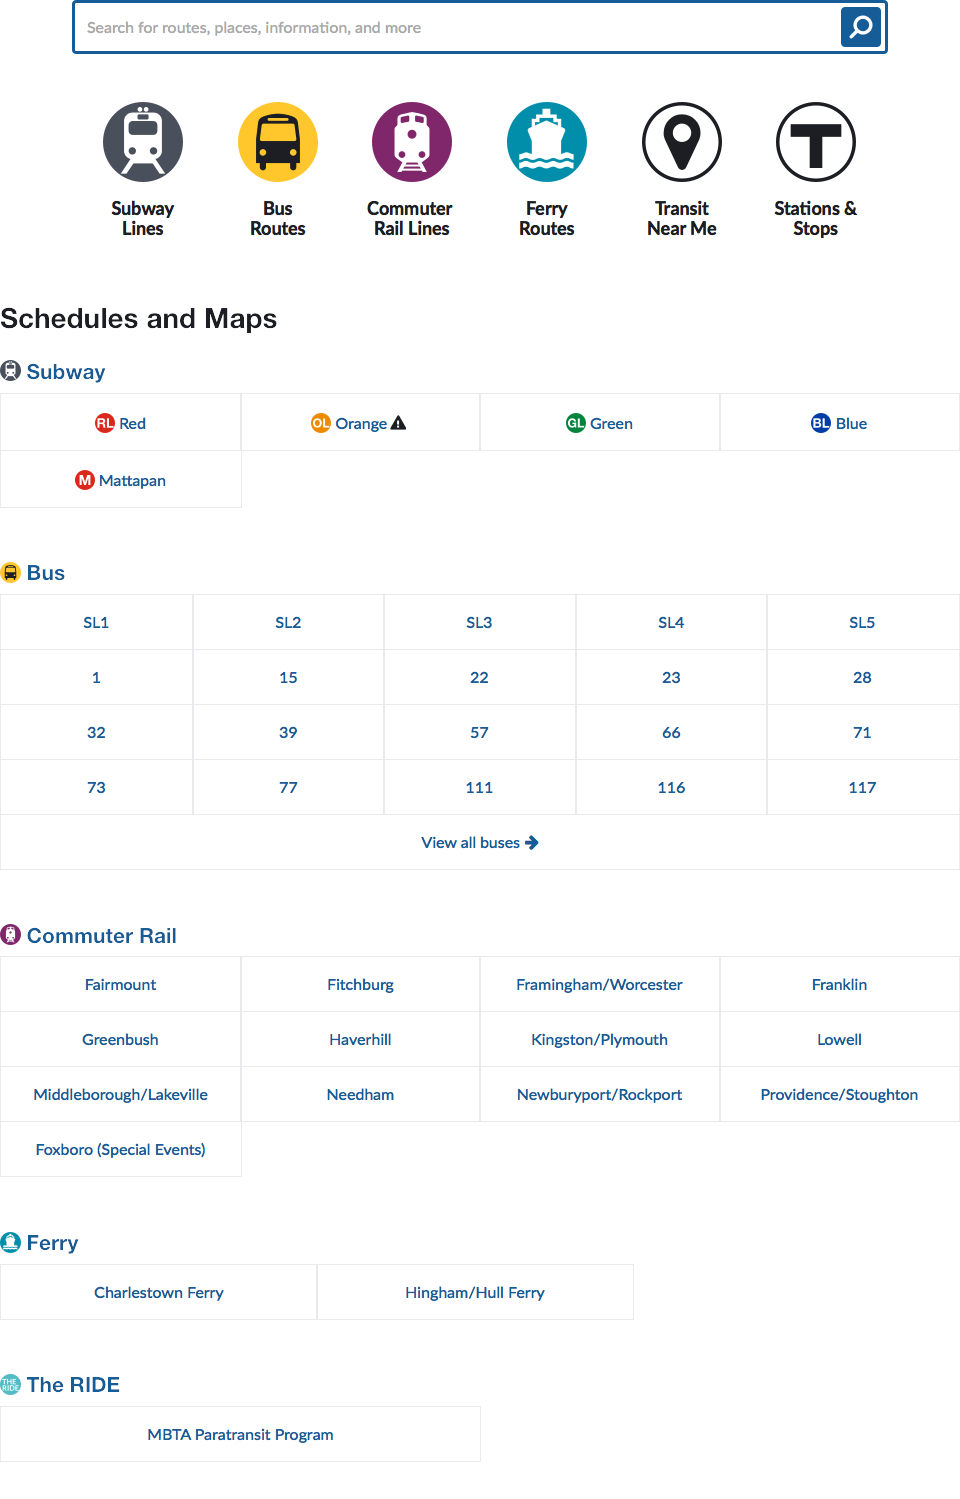 Search for routes, places, information, and more
Subway Lines
Bus Routes
Commuter Rail Lines
Ferry Routes
Transit Near Me
T
Stations & Stops
Schedules and Maps
Subway
RL Red
OL Orange
GL Green
BL Blue
M Mattapan
Bus
SL1 SL2 SL3 SL4 SL5
1 15 22 23 28
32 39 57 66 71
73 77 111 116 117
View all buses
Commuter Rail
Fairmount Fitchburg Framingham/Worcester Franklin
Greenbush Haverhill Kingston/Plymouth Lowell
Middleborough/Lakeville Needham Newburyport/Rockport Providence/Stoughton
Foxboro (Special Events)
Ferry
Charlestown Ferry Hingham/Hull Ferry
THE RIDE The RIDE
MBTA Paratransit Program